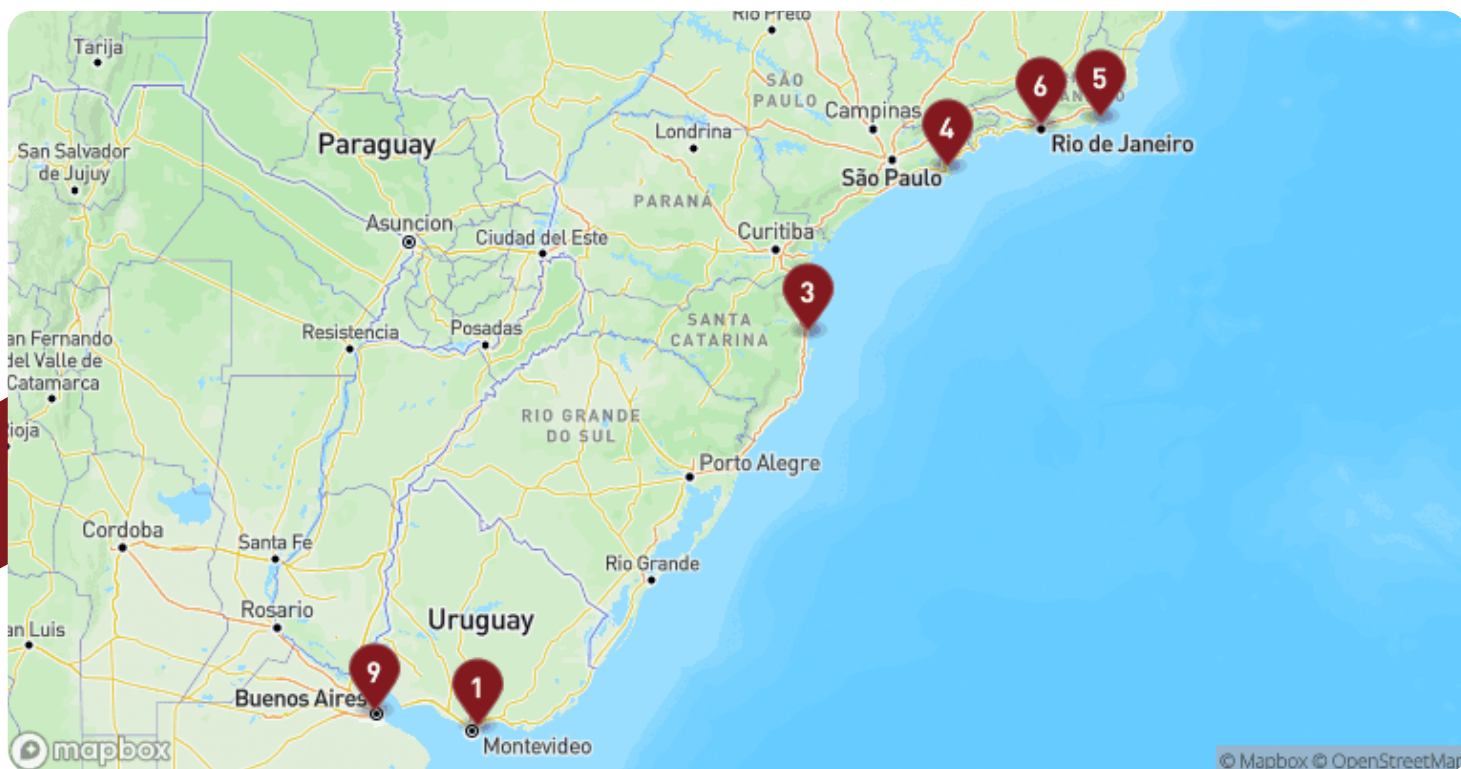 Rio Preto
Tarija
SÃO
PAULO
Campinas
6
5
4
Rio de Janeiro
São Paulo
Londrina
Paraguay
San Salvador
de Jujuy
PARANÁ
Asuncion
Ciudad del Este
Curitiba
3
SANTA
CATARINA
Resistencia
Posadas
an Fernando
del Valle de
Catamarca
RIO GRANDE
DO SUL
ioja
Porto Alegre
Cordoba
Santa Fe
Rio Grande
Rosario
Uruguay
an Luis
9
1
Buenos Aires
Montevideo
mapbox
© Mapbox © OpenStreetMap